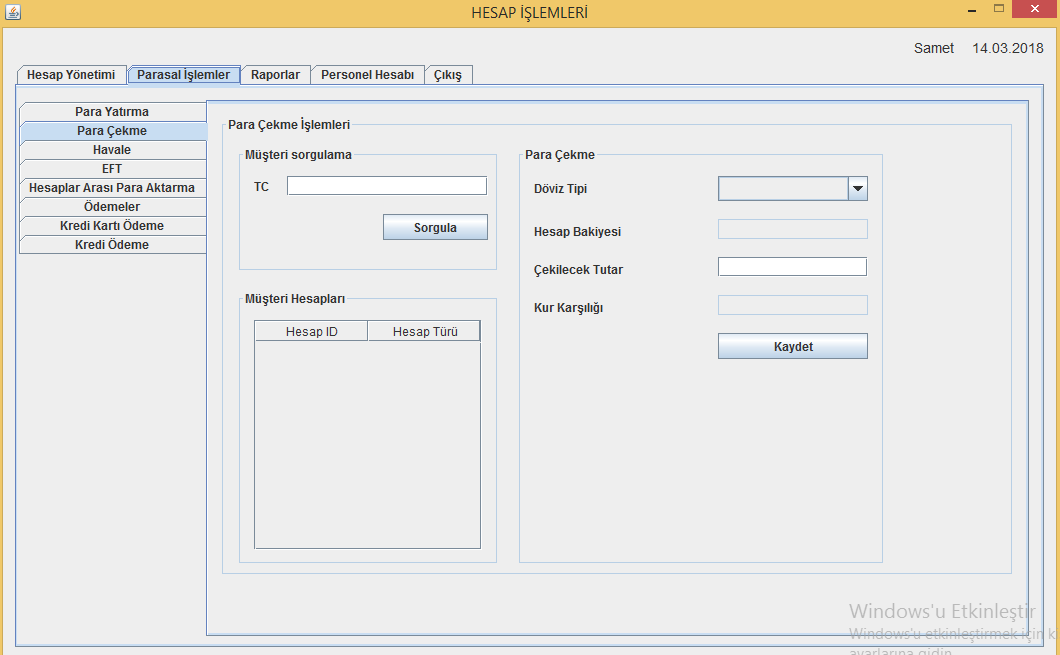 HESAP İŞLEMLERİ
Samet 14.03.2018
Hesap Yönetimi Parasal İşlemler Raporlar Personel Hesabı Çıkış
Para Yatırma
Para Çekme
Havale
EFT
Hesaplar Arası Para Aktarma
Ödemeler
Kredi Kartı Ödeme
Kredi Ödeme
Para Çekme İşlemleri
Müşteri sorgulama
TC
Sorgula
Müşteri Hesapları
Hesap ID Hesap Türü
Para Çekme
Döviz Tipi
Hesap Bakiyesi
Çekilecek Tutar
Kur Karşılığı
Kaydet
Windows'u Etkinleştir
Windows'u etkinleştirmek için k
ayarlarına gidin